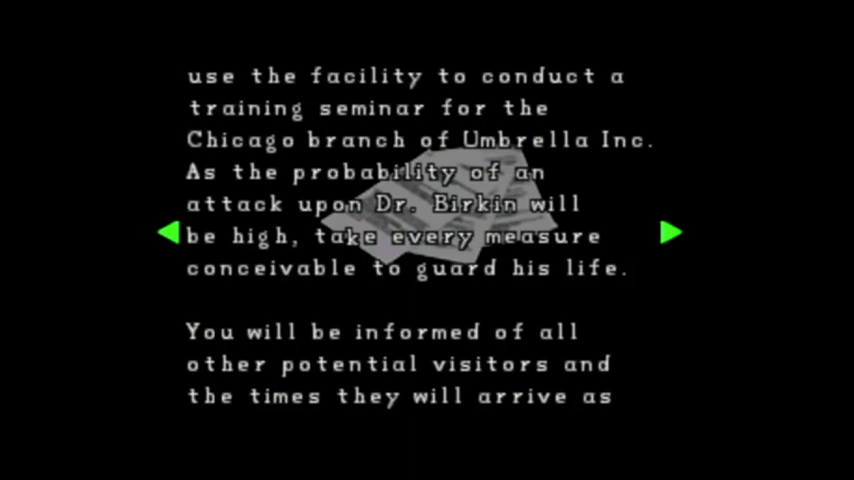 use the facility to conduct a
training seminar for the
Chicago branch of Umbrella Inc.
As the probability of an
attack upon Dr. Birkin will
be high, take every measure
conceivable to guard his life.
You will be informed of all
other potential visitors and
the times they will arrive as